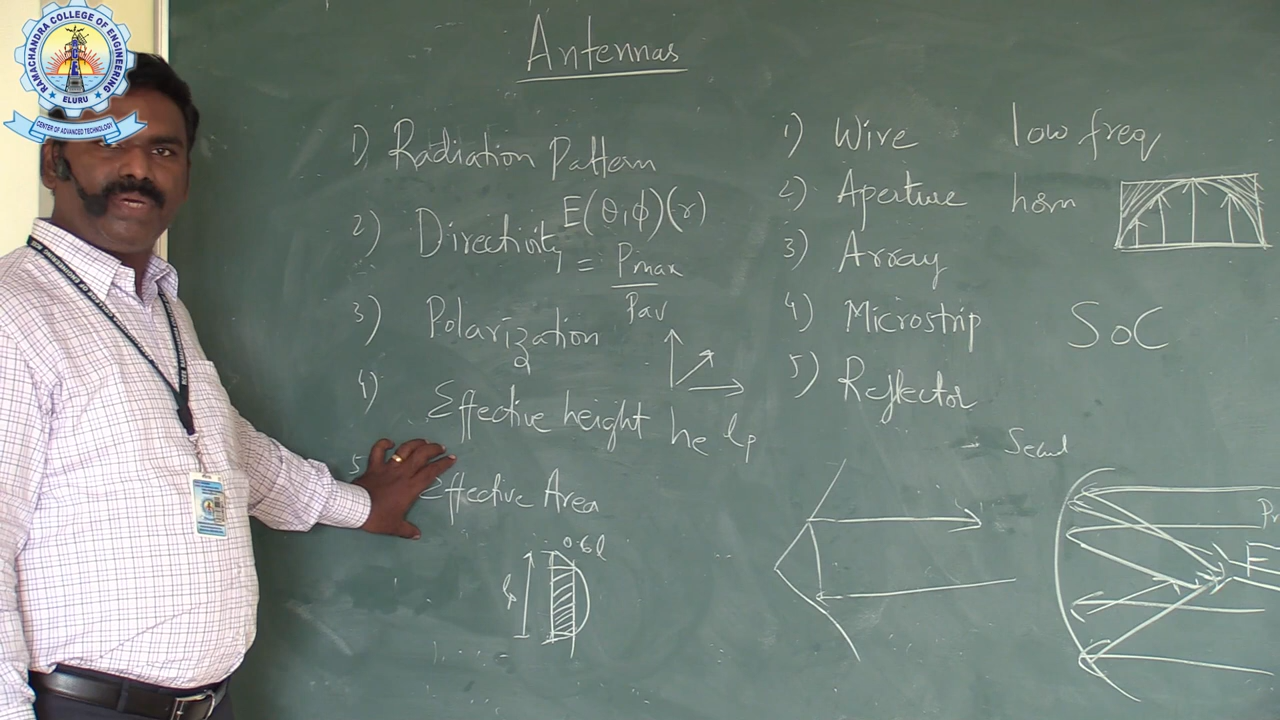 RAMACHANDRA COLLEGE OF ENGINEERING
ELURU
CENTER OF ADVANCED TECHNOLOGY
Antennas
1) Radiation Pattern
E(θ,ϕ)(r)
2) Directivity = Pmax
Pav
3) Polarization
4) Effective height he lp
5
Effective Area
0.6l
1) Wire low freq
2) Aperture horn
3) Array
4) Microstrip SoC
5) Reflector